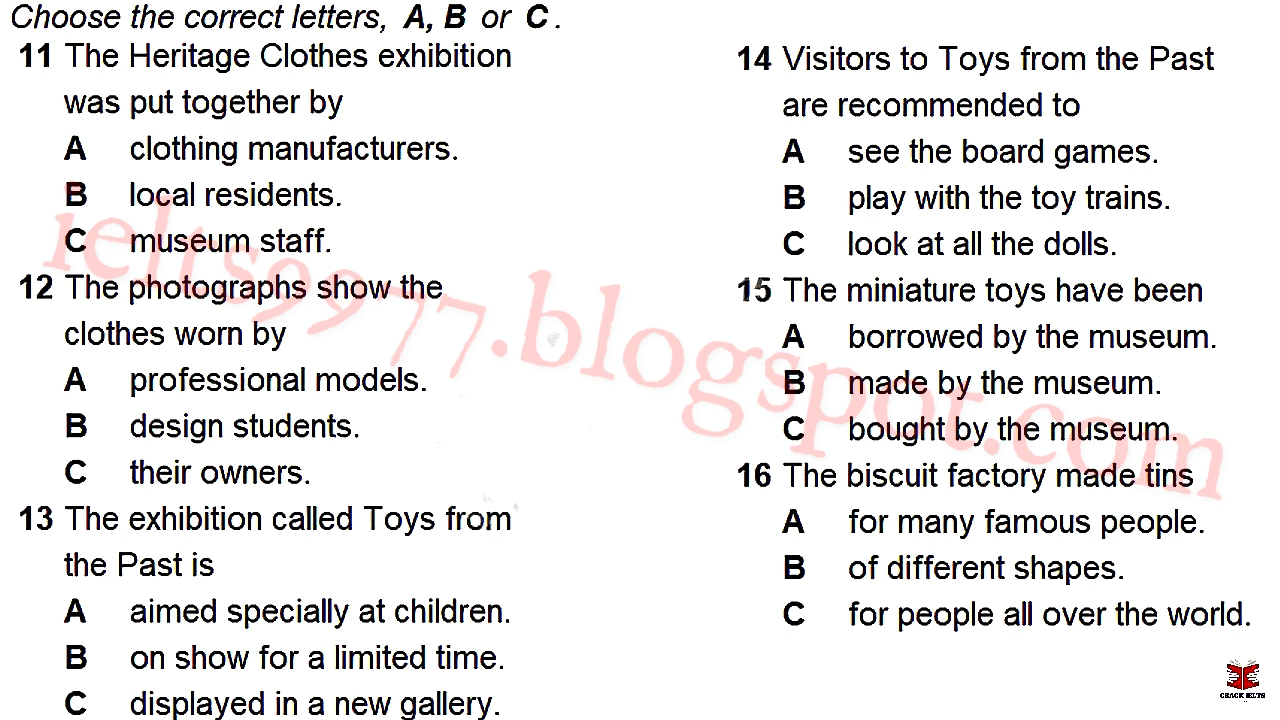 Choose the correct letters, A, B or C.
11 The Heritage Clothes exhibition
was put together by
A clothing manufacturers.
B local residents.
C museum staff.
12 The photographs show the
clothes worn by
A professional models.
B design students.
C their owners.
13 The exhibition called Toys from
the Past is
A aimed specially at children.
B on show for a limited time.
C displayed in a new gallery.
14 Visitors to Toys from the Past
are recommended to
A see the board games.
B play with the toy trains.
C look at all the dolls.
15 The miniature toys have been
A borrowed by the museum.
B made by the museum.
C bought by the museum.
16 The biscuit factory made tins
A for many famous people.
B of different shapes.
C for people all over the world.
ielts9977.blogspot.com
CRACK IELTS